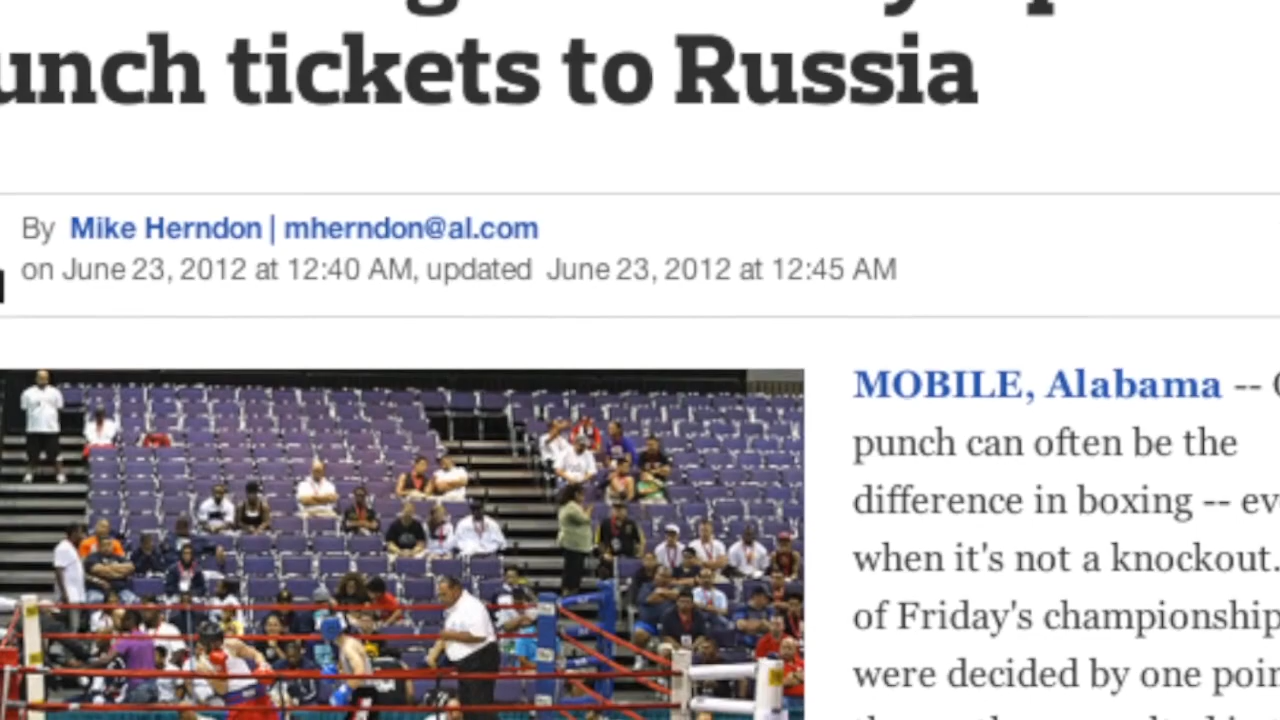 unch tickets to Russia
By Mike Herndon | mherndon@al.com
on June 23, 2012 at 12:40 AM, updated June 23, 2012 at 12:45 AM
MOBILE, Alabama --
punch can often be the
difference in boxing -- ev
when it's not a knockout.
of Friday's championship
were decided by one poin